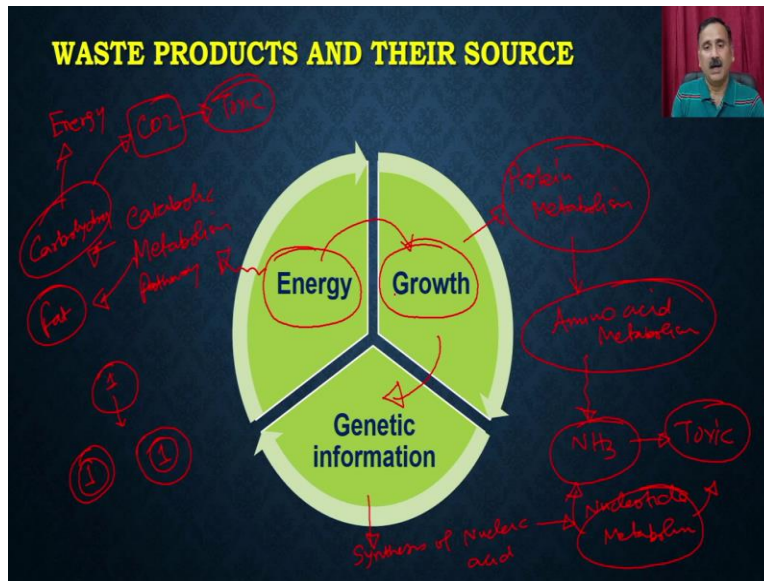 WASTE PRODUCTS AND THEIR SOURCE
Energy
CO2
Toxic
Carbohydrate
Catabolic
Metabolism
Pathway
Fat
Energy
Growth
Genetic
information
Protein
Metabolism
Amino acid
Metabolism
NH3
Toxic
1
1
1
Synthesis of Nucleic
acid
Nucleotide
Metabolism